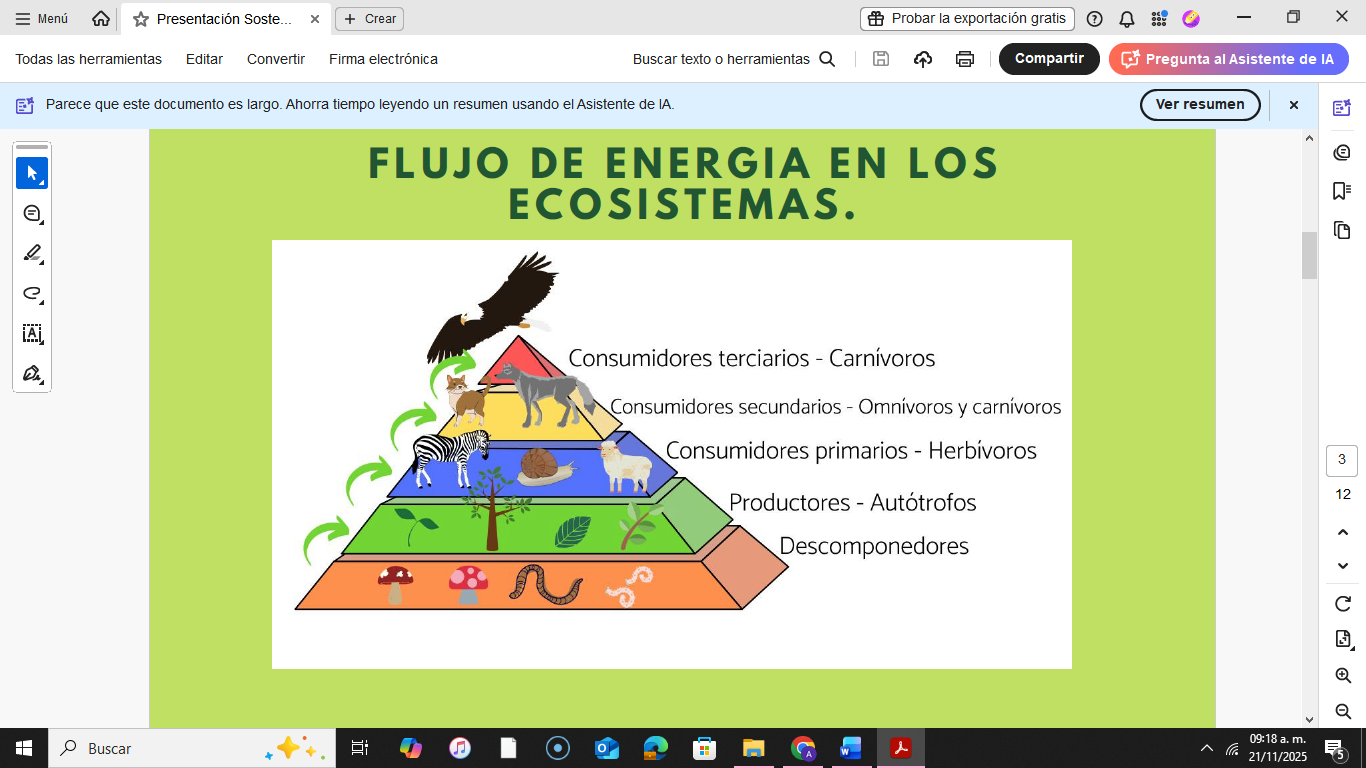 Menú
Presentación Soste...
Crear
Probar la exportación gratis
Todas las herramientas
Editar
Convertir
Firma electrónica
Buscar texto o herramientas
Compartir
Pregunta al Asistente de IA
Parece que este documento es largo. Ahorra tiempo leyendo un resumen usando el Asistente de IA.
Ver resumen
FLUJO DE ENERGIA EN LOS
ECOSISTEMAS.
Consumidores terciarios - Carnívoros
Consumidores secundarios - Omnívoros y carnívoros
Consumidores primarios - Herbívoros
Productores - Autótrofos
Descomponedores
3
12
Buscar
09:18 a. m.
21/11/2025
5